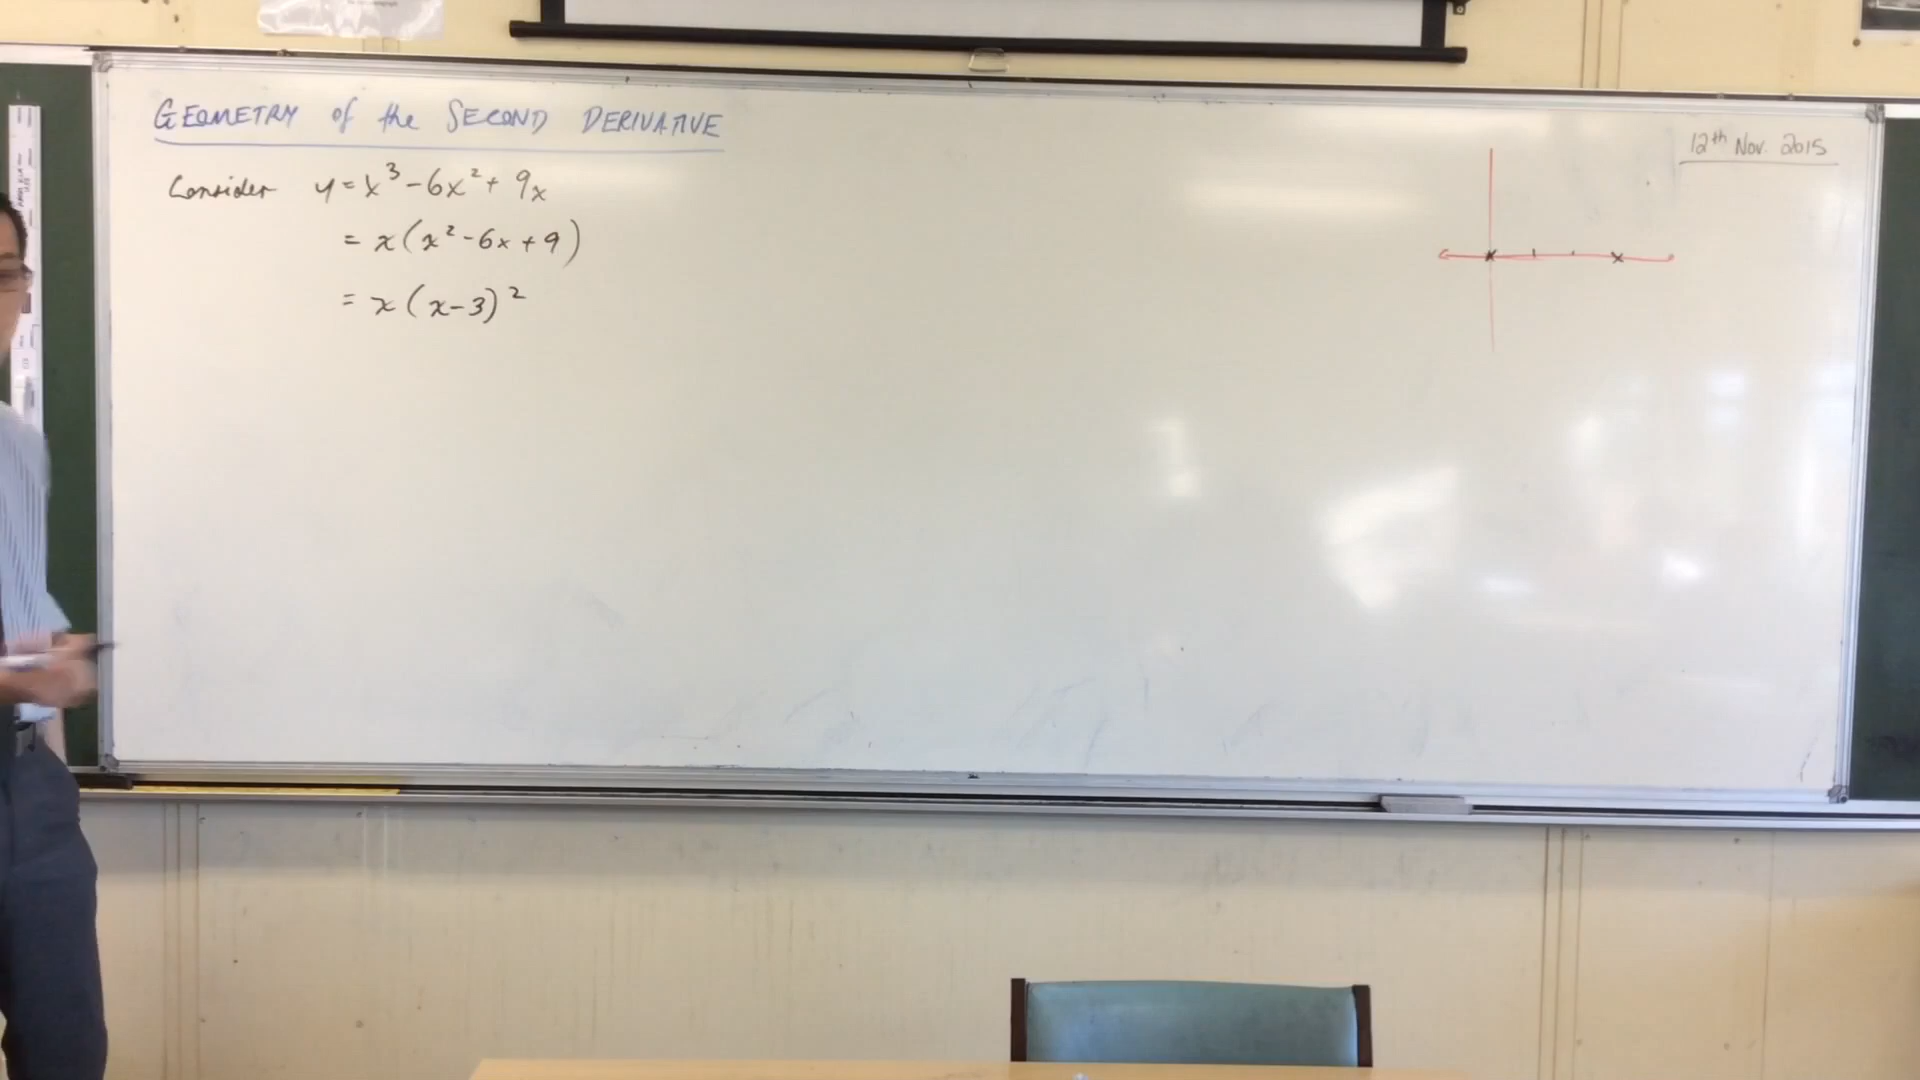 GEOMETRY of the SECOND DERIVATIVE
12th Nov. 2015
Consider y = x³ - 6x² + 9x
= x(x² - 6x + 9)
= x(x - 3)²